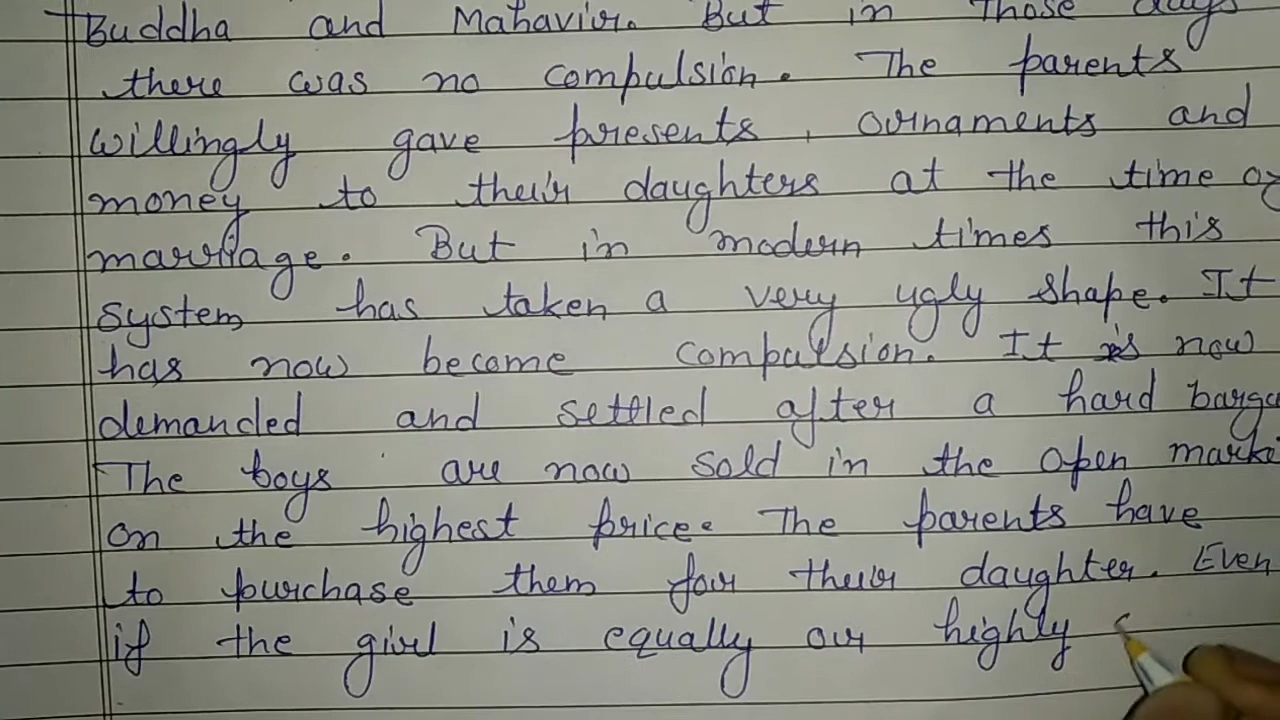 Buddha and Mahavir. But in those days
there was no compulsion. The parents
willingly gave presents, ornaments and
money to their daughters at the time of
marriage. But in modern times this
system has taken a very ugly shape. It
has now become compulsion. It is now
demanded and settled after a hard barga
The boys are now sold in the open marke
on the highest price. The parents have
to purchase them for their daughter. Even
if the girl is equally or highly